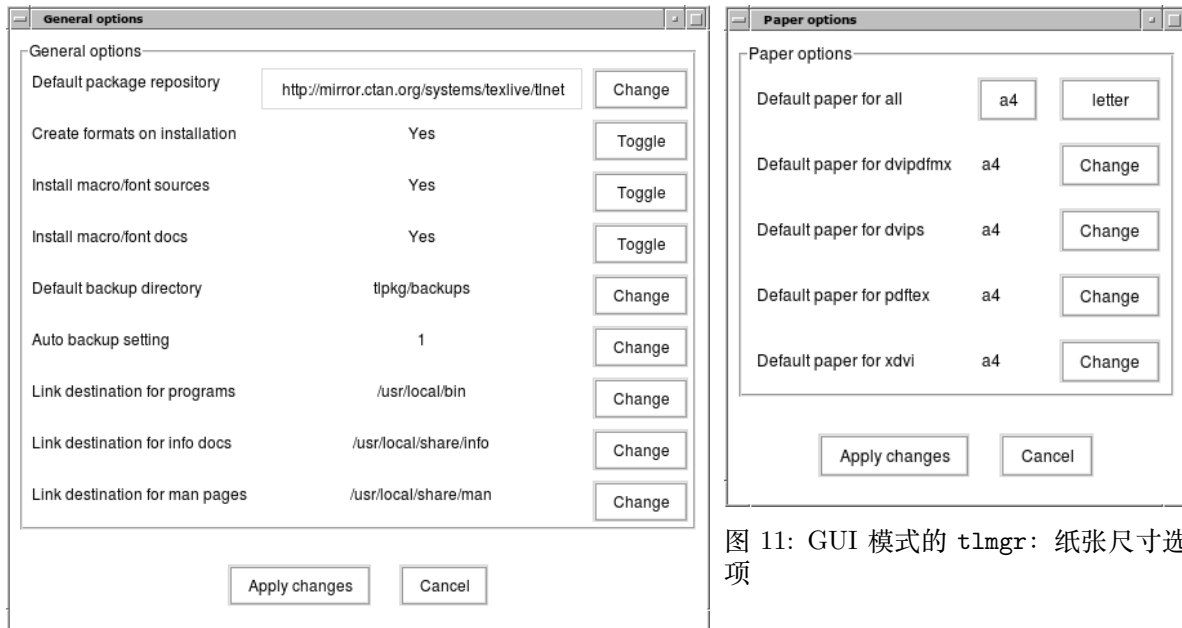 General options
General options
Default package repository http://mirror.ctan.org/systems/texlive/tlnet Change
Create formats on installation Yes Toggle
Install macro/font sources Yes Toggle
Install macro/font docs Yes Toggle
Default backup directory tlpkg/backups Change
Auto backup setting 1 Change
Link destination for programs /usr/local/bin Change
Link destination for info docs /usr/local/share/info Change
Link destination for man pages /usr/local/share/man Change
Apply changes Cancel
Paper options
Paper options
Default paper for all a4 letter
Default paper for dvipdfmx a4 Change
Default paper for dvips a4 Change
Default paper for pdftex a4 Change
Default paper for xdvi a4 Change
Apply changes Cancel
图 11: GUI 模式的 tlmgr: 纸张尺寸选
项